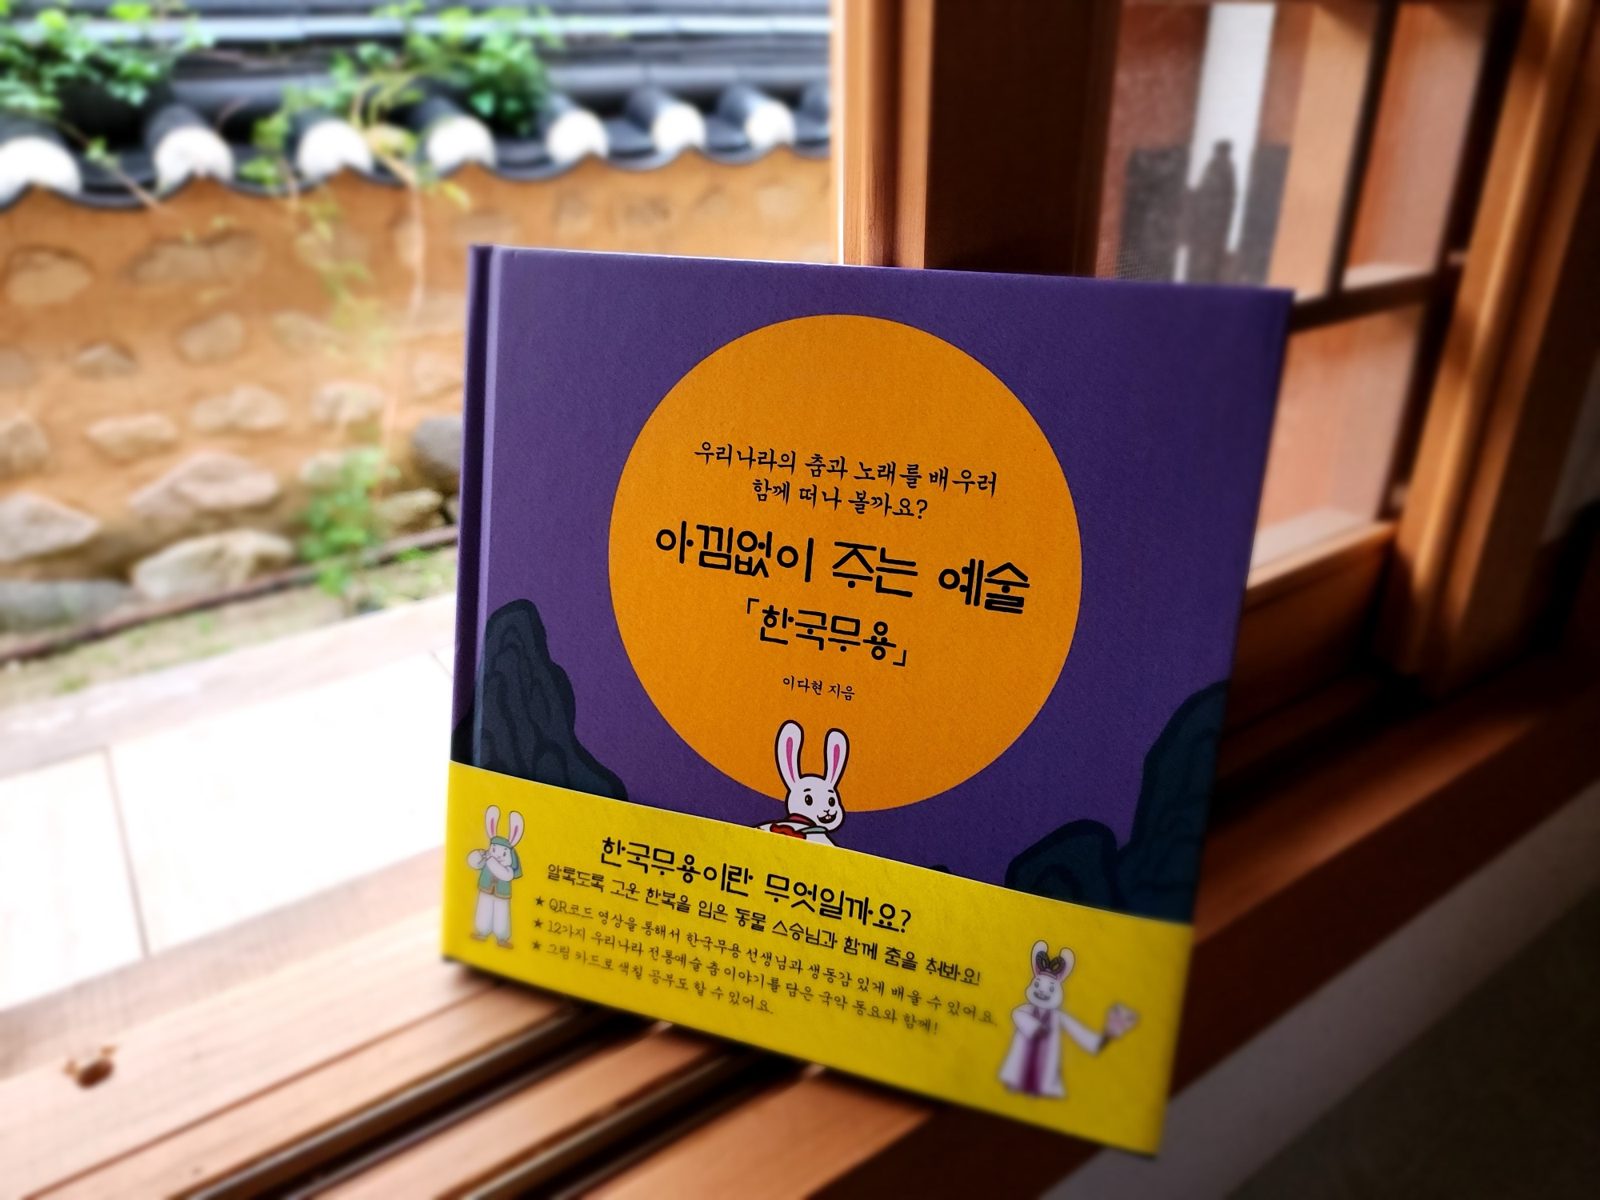 우리나라의 춤과 노래를 배우러
함께 떠나 볼까요?
아낌없이 주는 예술
「한국무용」
이다현 지음
한국무용이란 무엇일까요?
알록도록 고운 한복을 입은 동물 스승님과 함께 춤을 춰봐요!
★ QR코드 영상을 통해서 한국무용 선생님과 생동감 있게 배울 수 있어요.
★ 12가지 우리나라 전통예술 춤 이야기를 담은 국악 동요와 함께!
★ 그림 카드로 색칠 공부도 할 수 있어요.